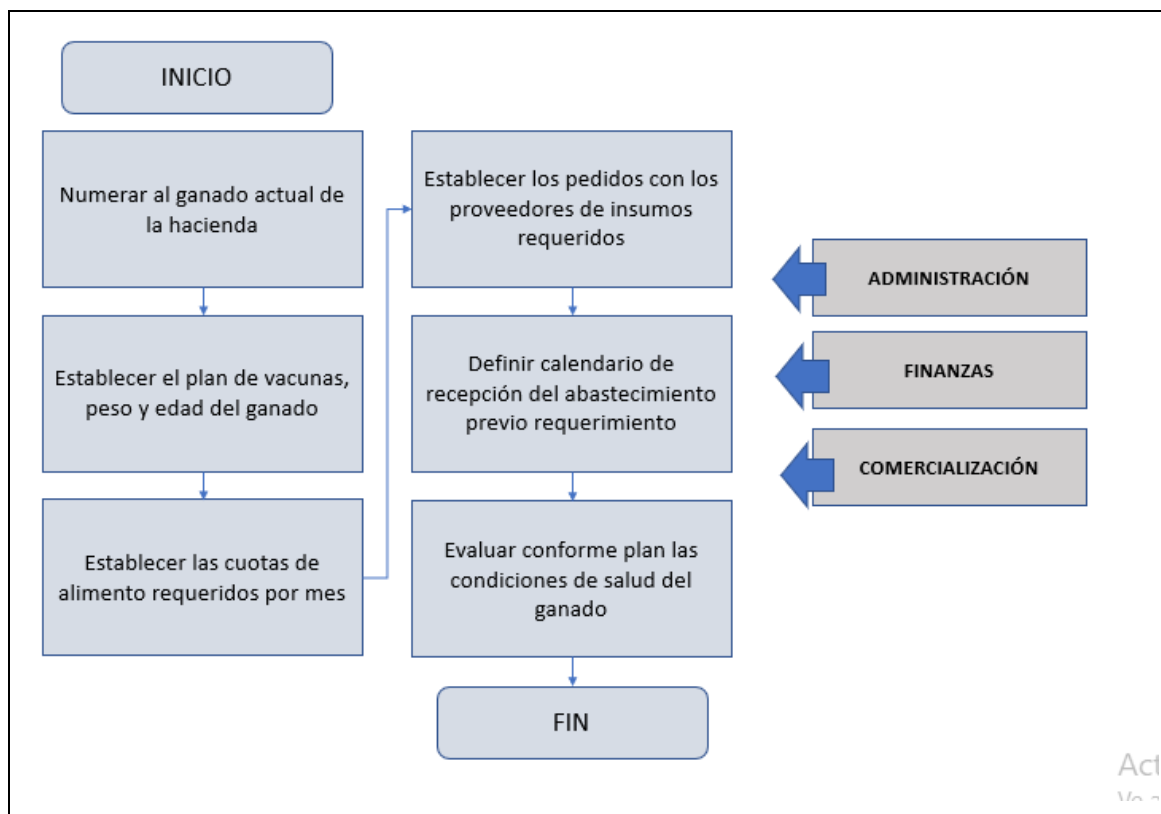 INICIO
Numerar al ganado actual de
la hacienda
Establecer el plan de vacunas,
peso y edad del ganado
Establecer las cuotas de
alimento requeridos por mes
Establecer los pedidos con los
proveedores de insumos
requeridos
Definir calendario de
recepción del abastecimiento
previo requerimiento
Evaluar conforme plan las
condiciones de salud del
ganado
FIN
ADMINISTRACIÓN
FINANZAS
COMERCIALIZACIÓN